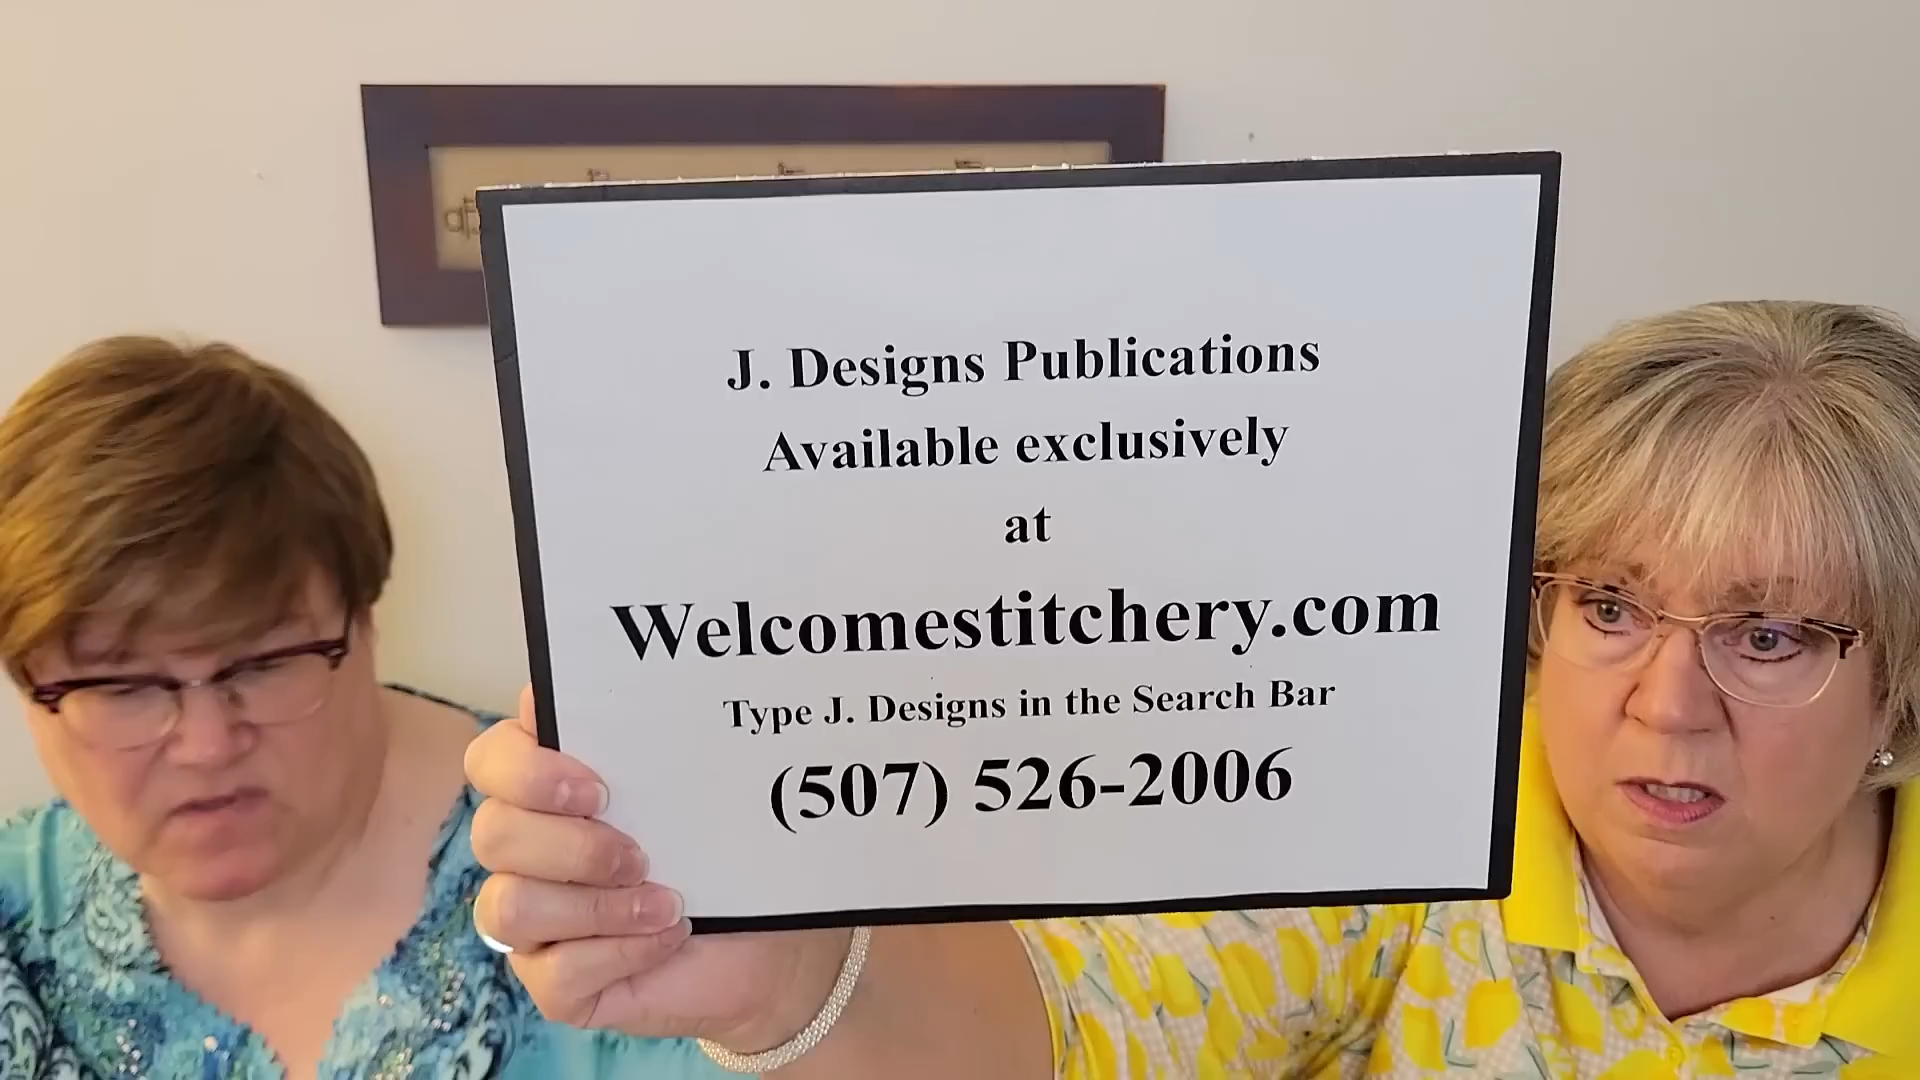 J. Designs Publications
Available exclusively
at
Welcomestitchery.com
Type J. Designs in the Search Bar
(507) 526-2006